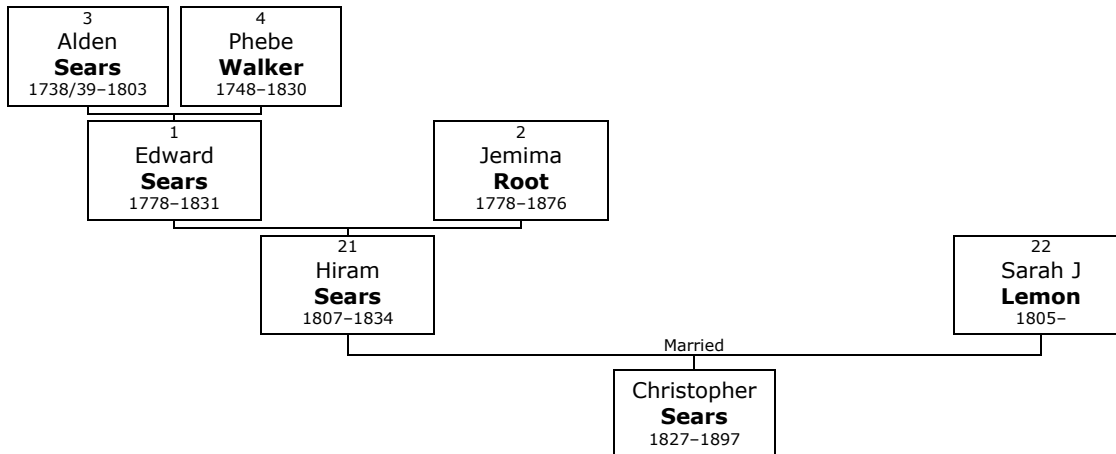 3
Alden
Sears
1738/39–1803
4
Phebe
Walker
1748–1830
1
Edward
Sears
1778–1831
2
Jemima
Root
1778–1876
21
Hiram
Sears
1807–1834
22
Sarah J
Lemon
1805–
Married
Christopher
Sears
1827–1897